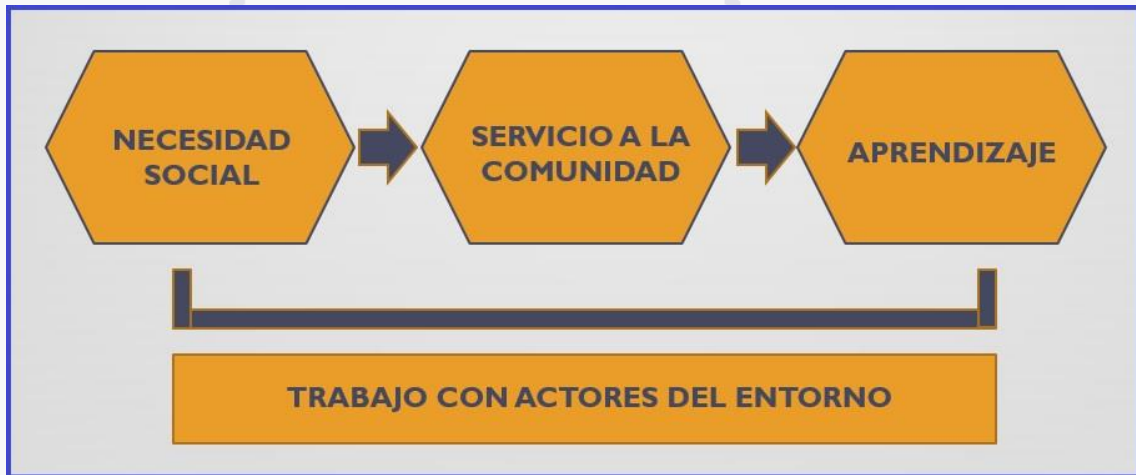 NECESIDAD
SOCIAL
SERVICIO A LA
COMUNIDAD
APRENDIZAJE
TRABAJO CON ACTORES DEL ENTORNO